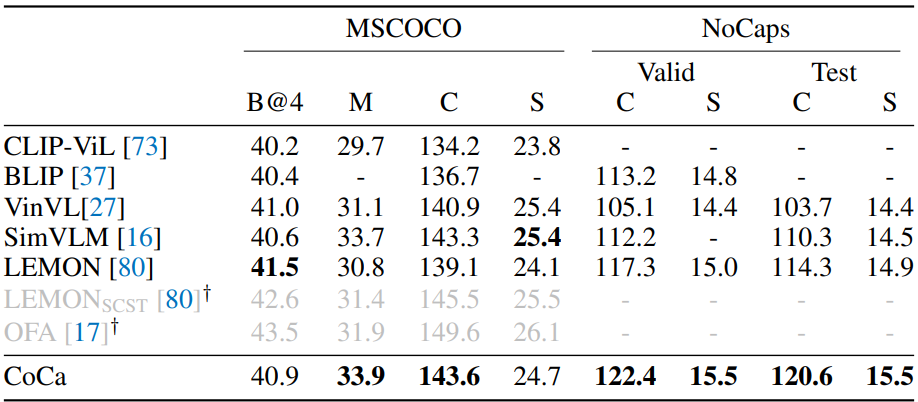 MSCOCO NoCaps
Valid Test
B@4 M C S C S C S
CLIP-ViL [73] 40.2 29.7 134.2 23.8 - - - -
BLIP [37] 40.4 - 136.7 - 113.2 14.8 - -
VinVL[27] 41.0 31.1 140.9 25.4 105.1 14.4 103.7 14.4
SimVLM [16] 40.6 33.7 143.3 25.4 112.2 - 110.3 14.5
LEMON [80] 41.5 30.8 139.1 24.1 117.3 15.0 114.3 14.9
LEMONSCST [80]† 42.6 31.4 145.5 25.5 - - - -
OFA [17]† 43.5 31.9 149.6 26.1 - - - -
CoCa 40.9 33.9 143.6 24.7 122.4 15.5 120.6 15.5